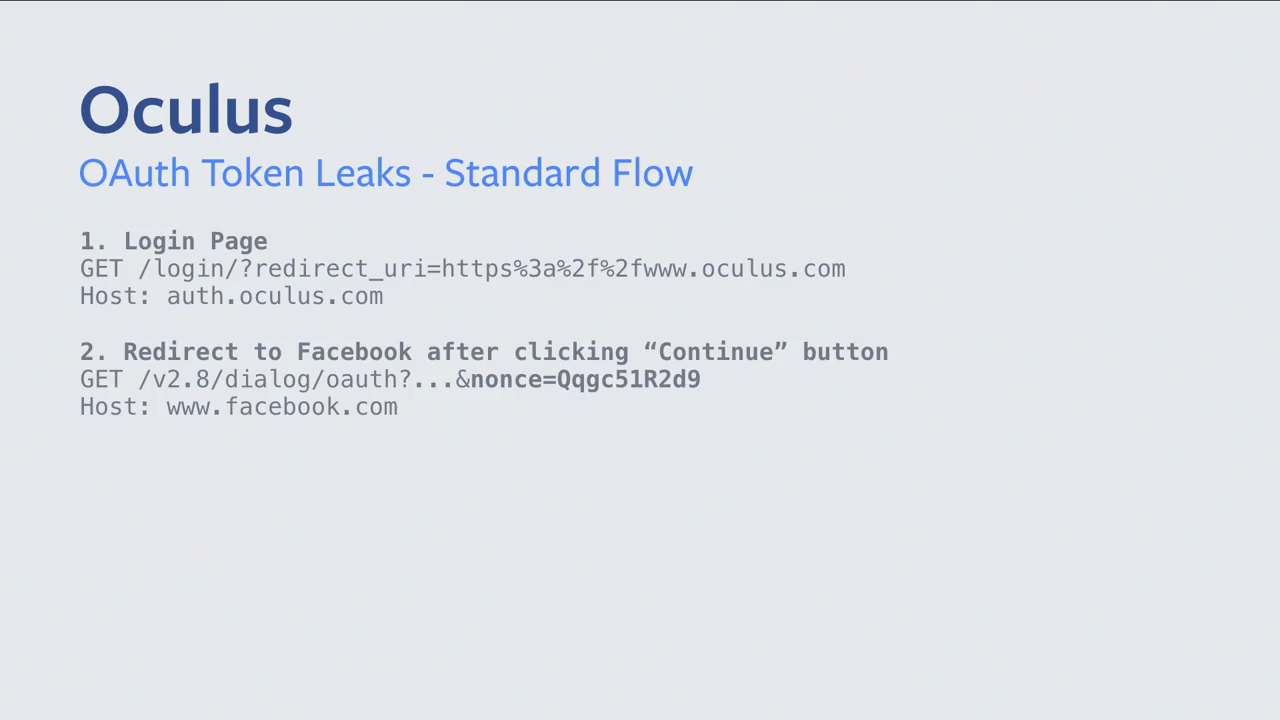 Oculus
OAuth Token Leaks - Standard Flow
1. Login Page
GET /login/?redirect_uri=https%3a%2f%2fwww.oculus.com
Host: auth.oculus.com
2. Redirect to Facebook after clicking “Continue” button
GET /v2.8/dialog/oauth?...&nonce=Qqgc51R2d9
Host: www.facebook.com